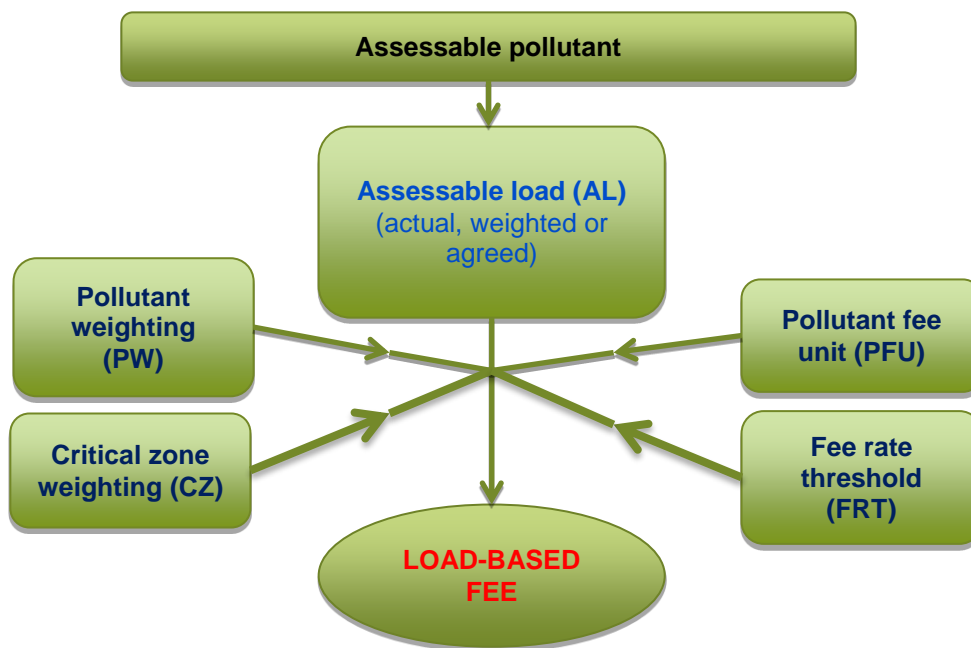 Assessable pollutant
Assessable load (AL)
(actual, weighted or
agreed)
Pollutant
weighting
(PW)
Pollutant fee
unit (PFU)
Critical zone
weighting (CZ)
Fee rate
threshold
(FRT)
LOAD-BASED
FEE